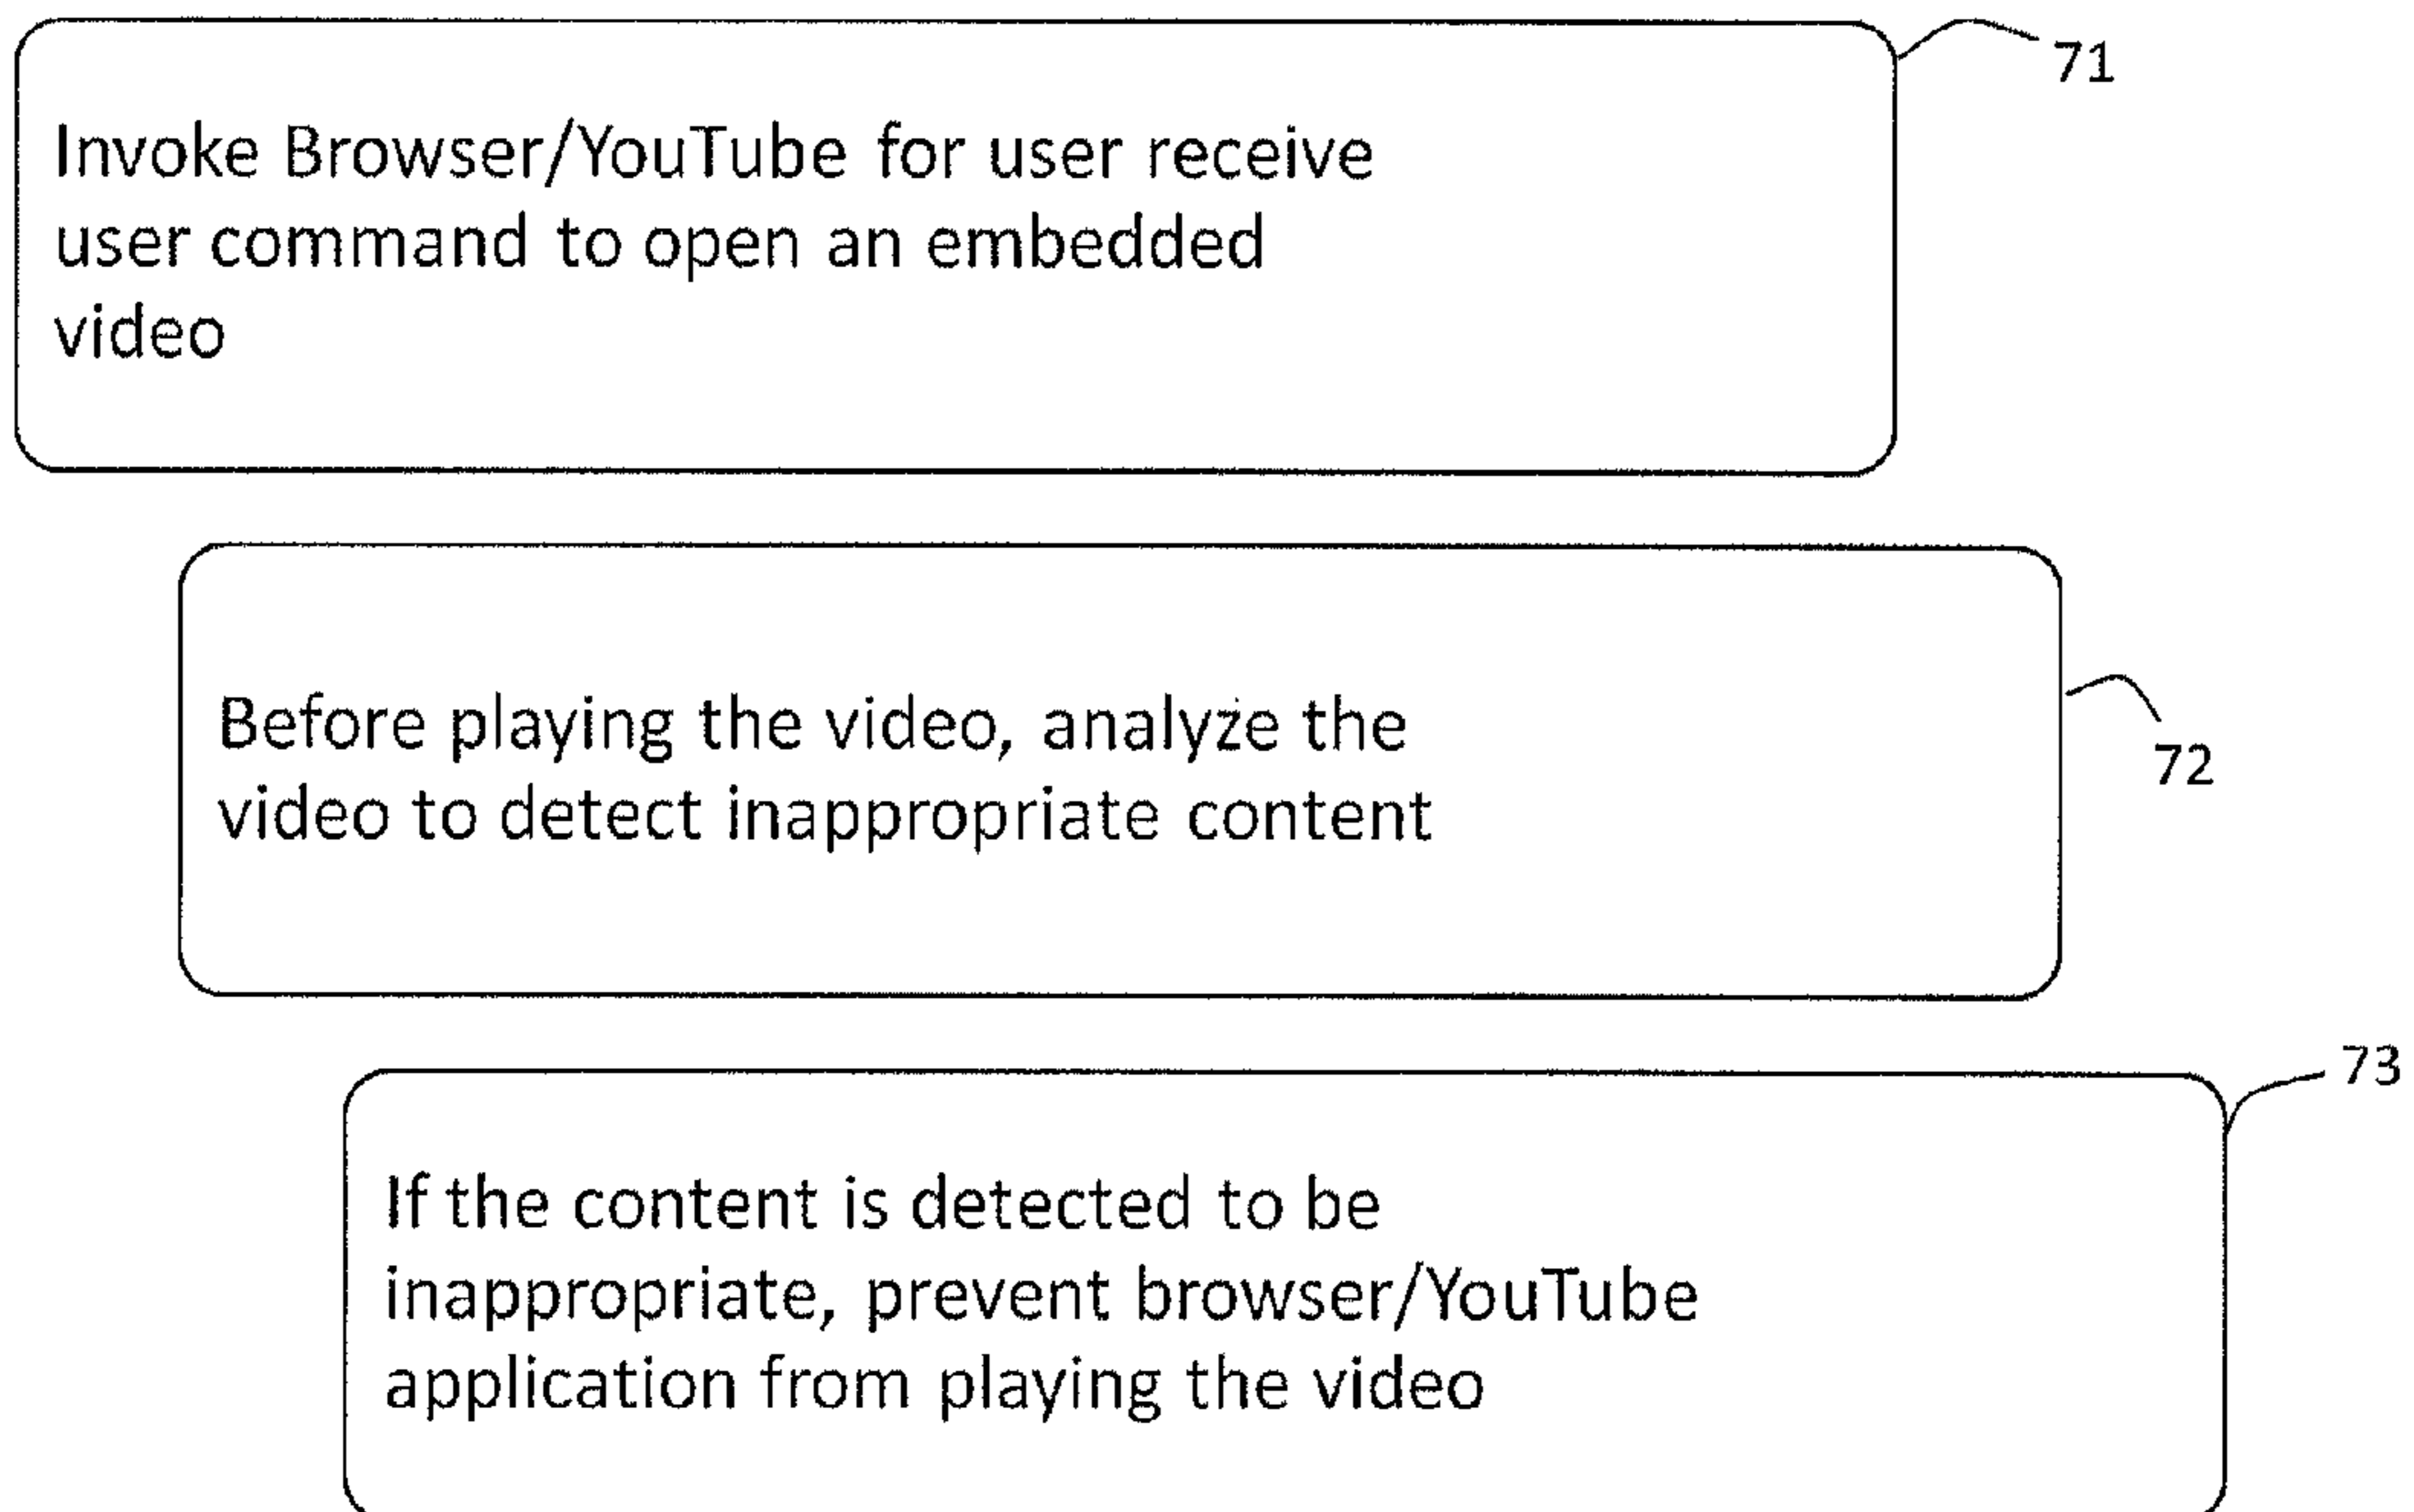 71
Invoke Browser/YouTube for user receive
user command to open an embedded
video
Before playing the video, analyze the
video to detect inappropriate content
72
73
If the content is detected to be
inappropriate, prevent browser/YouTube
application from playing the video